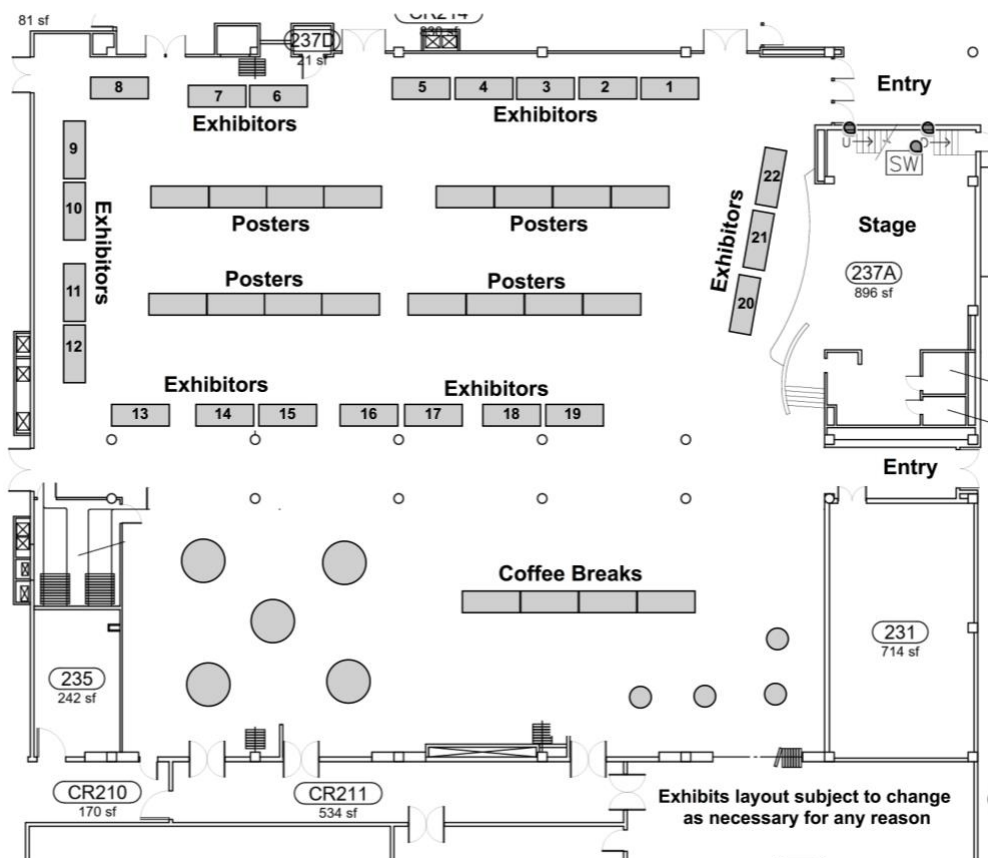 81 sf
CR214
237D
21 sf
Entry
8
7
6
5
4
3
2
1
Exhibitors
Exhibitors
9
10
11
12
Exhibitors
SW
22
21
20
Exhibitors
Stage
237A
896 sf
Posters
Posters
Posters
Posters
Exhibitors
Exhibitors
13
14
15
16
17
18
19
Entry
Coffee Breaks
231
714 sf
235
242 sf
CR210
170 sf
CR211
534 sf
Exhibits layout subject to change
as necessary for any reason